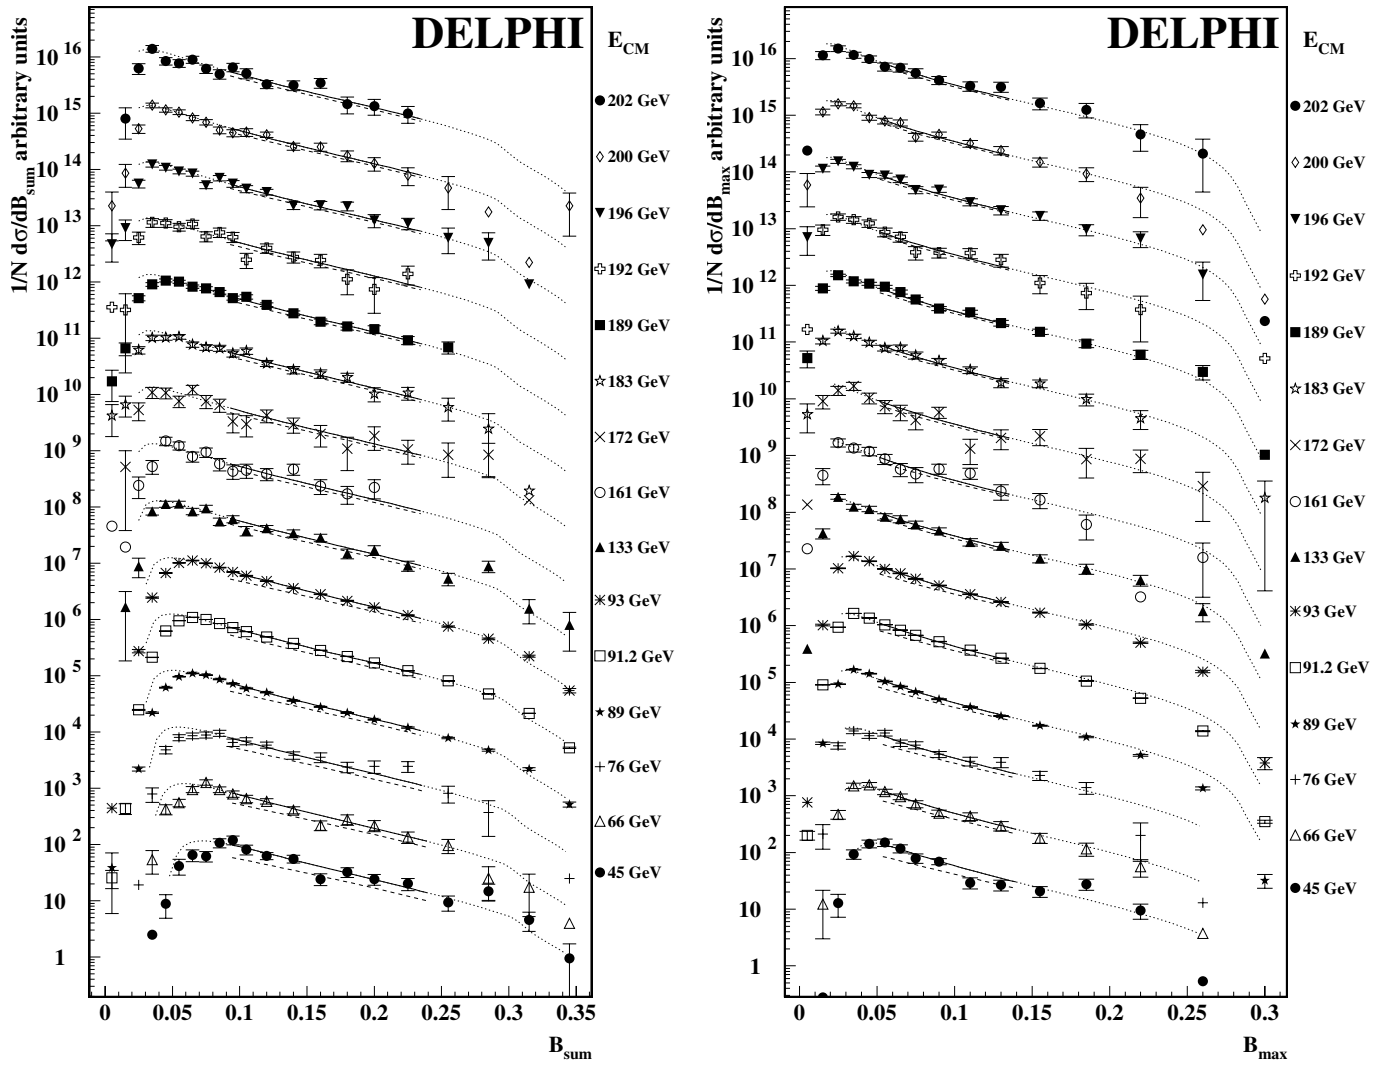 1/N dσ/dB_sum arbitrary units
DELPHI
E_CM
10^16
10^15
10^14
10^13
10^12
10^11
10^10
10^9
10^8
10^7
10^6
10^5
10^4
10^3
10^2
10
1
202 GeV
200 GeV
196 GeV
192 GeV
189 GeV
183 GeV
172 GeV
161 GeV
133 GeV
93 GeV
91.2 GeV
89 GeV
76 GeV
66 GeV
45 GeV
0 0.05 0.1 0.15 0.2 0.25 0.3 0.35
B_sum
1/N dσ/dB_max arbitrary units
DELPHI
E_CM
10^16
10^15
10^14
10^13
10^12
10^11
10^10
10^9
10^8
10^7
10^6
10^5
10^4
10^3
10^2
10
1
202 GeV
200 GeV
196 GeV
192 GeV
189 GeV
183 GeV
172 GeV
161 GeV
133 GeV
93 GeV
91.2 GeV
89 GeV
76 GeV
66 GeV
45 GeV
0 0.05 0.1 0.15 0.2 0.25 0.3
B_max